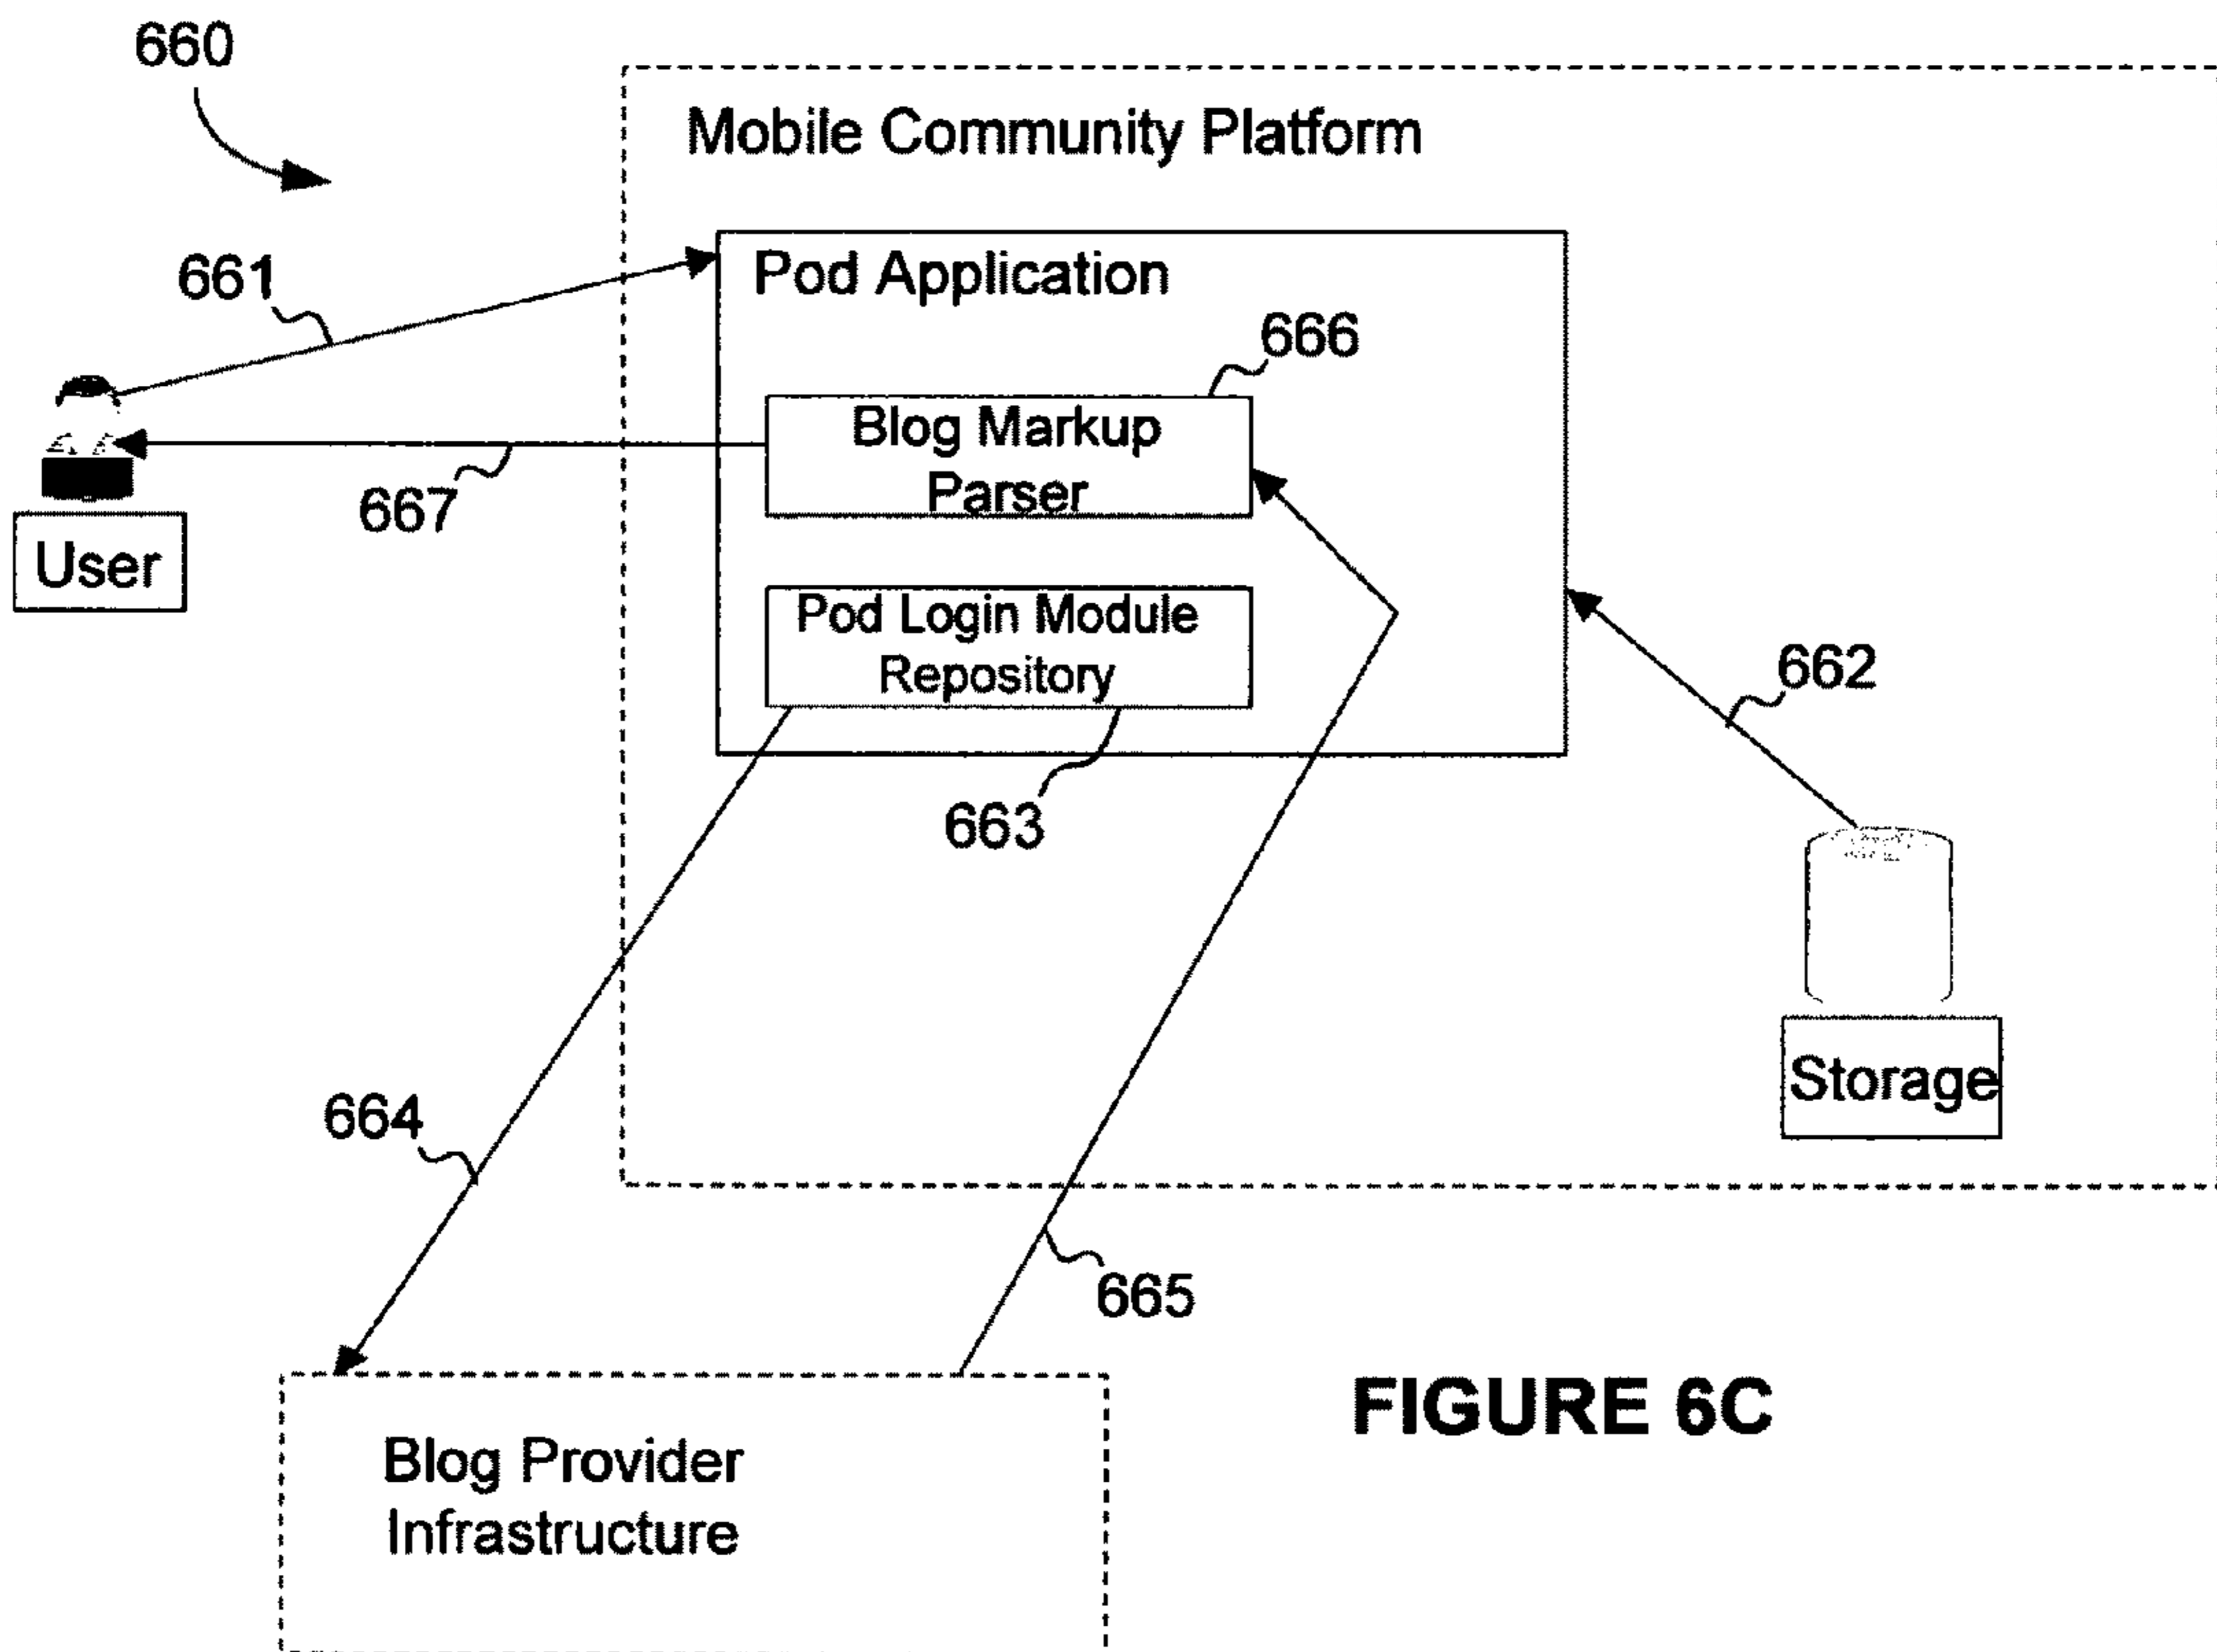 660
Mobile Community Platform
661
Pod Application
666
Blog Markup
Parser
667
User
Pod Login Module
Repository
662
663
Storage
664
665
FIGURE 6C
Blog Provider
Infrastructure